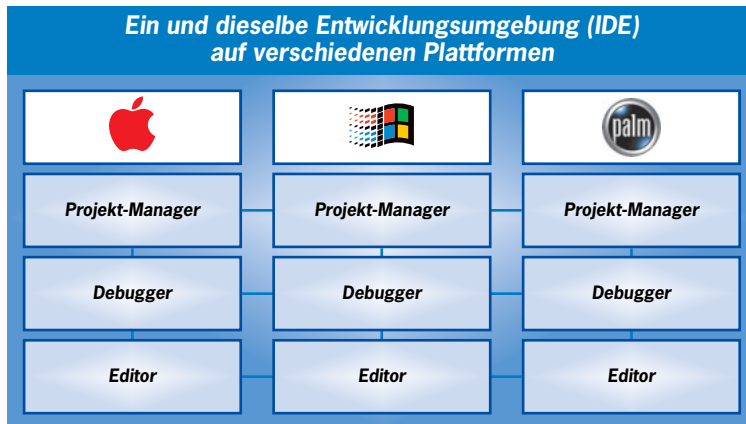 Ein und dieselbe Entwicklungsumgebung (IDE)
auf verschiedenen Plattformen
palm
Projekt-Manager
Projekt-Manager
Projekt-Manager
Debugger
Debugger
Debugger
Editor
Editor
Editor